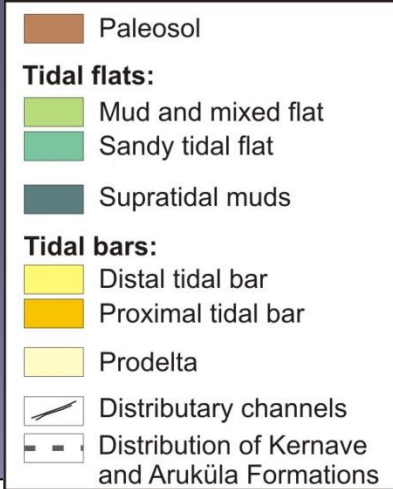 Paleosol
Tidal flats:
Mud and mixed flat
Sandy tidal flat
Supratidal muds
Tidal bars:
Distal tidal bar
Proximal tidal bar
Prodelta
Distributary channels
Distribution of Kernave
and Aruküla Formations